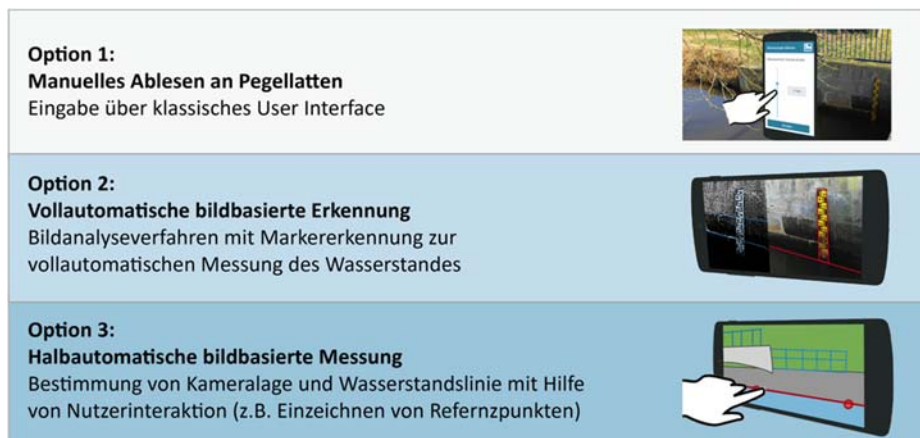 Option 1:
Manuelles Ablesen an Pegellatten
Eingabe über klassisches User Interface
Option 2:
Vollautomatische bildbasierte Erkennung
Bildanalyseverfahren mit Markererkennung zur
vollautomatischen Messung des Wasserstandes
Option 3:
Halbautomatische bildbasierte Messung
Bestimmung von Kameralage und Wasserstandslinie mit Hilfe
von Nutzerinteraktion (z.B. Einzeichnen von Refernzpunkten)